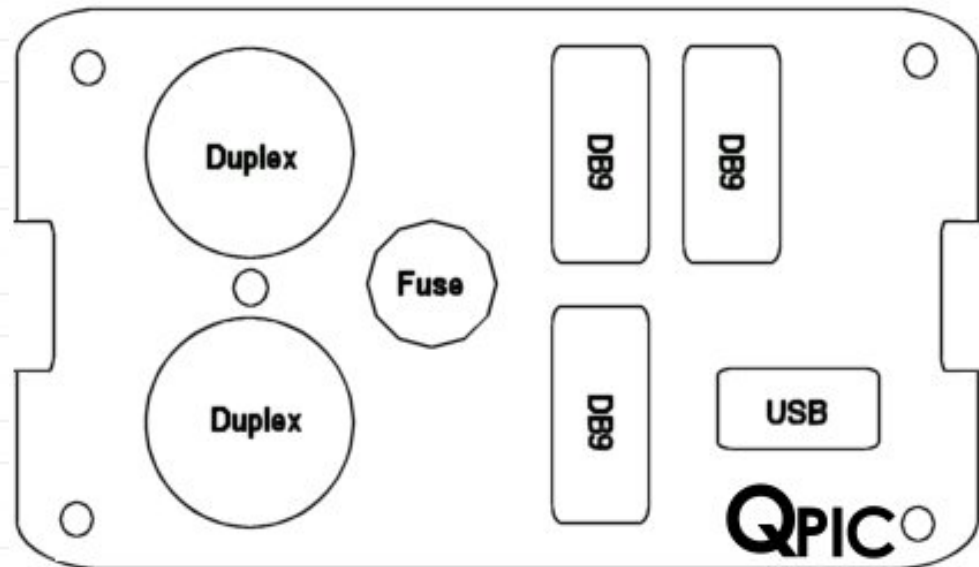 Duplex
DB9
DB9
Fuse
Duplex
DB9
USB
QPIC